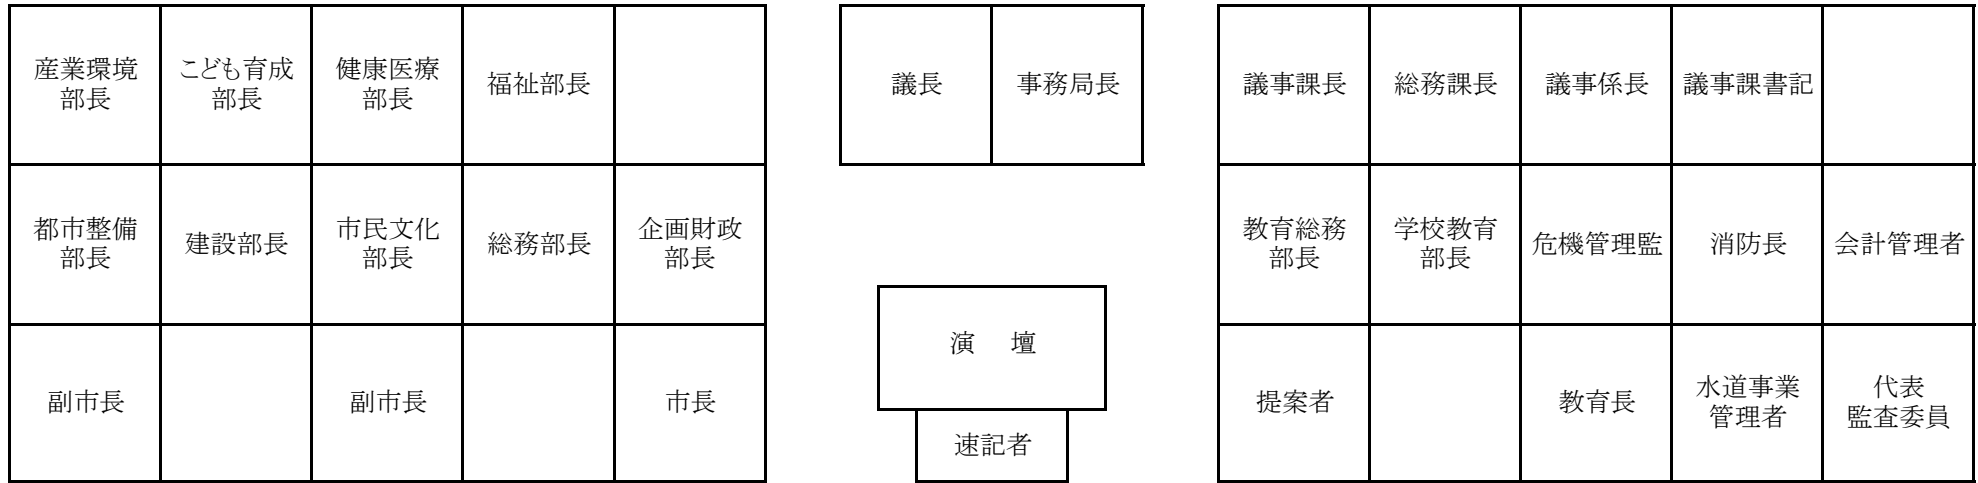 産業環境
部長
こども育成
部長
健康医療
部長
福祉部長
議長
事務局長
議事課長
総務課長
議事係長
議事課書記
都市整備
部長
建設部長
市民文化
部長
総務部長
企画財政
部長
教育総務
部長
学校教育
部長
危機管理監
消防長
会計管理者
演　壇
副市長
副市長
市長
提案者
教育長
水道事業
管理者
代表
監査委員
速記者